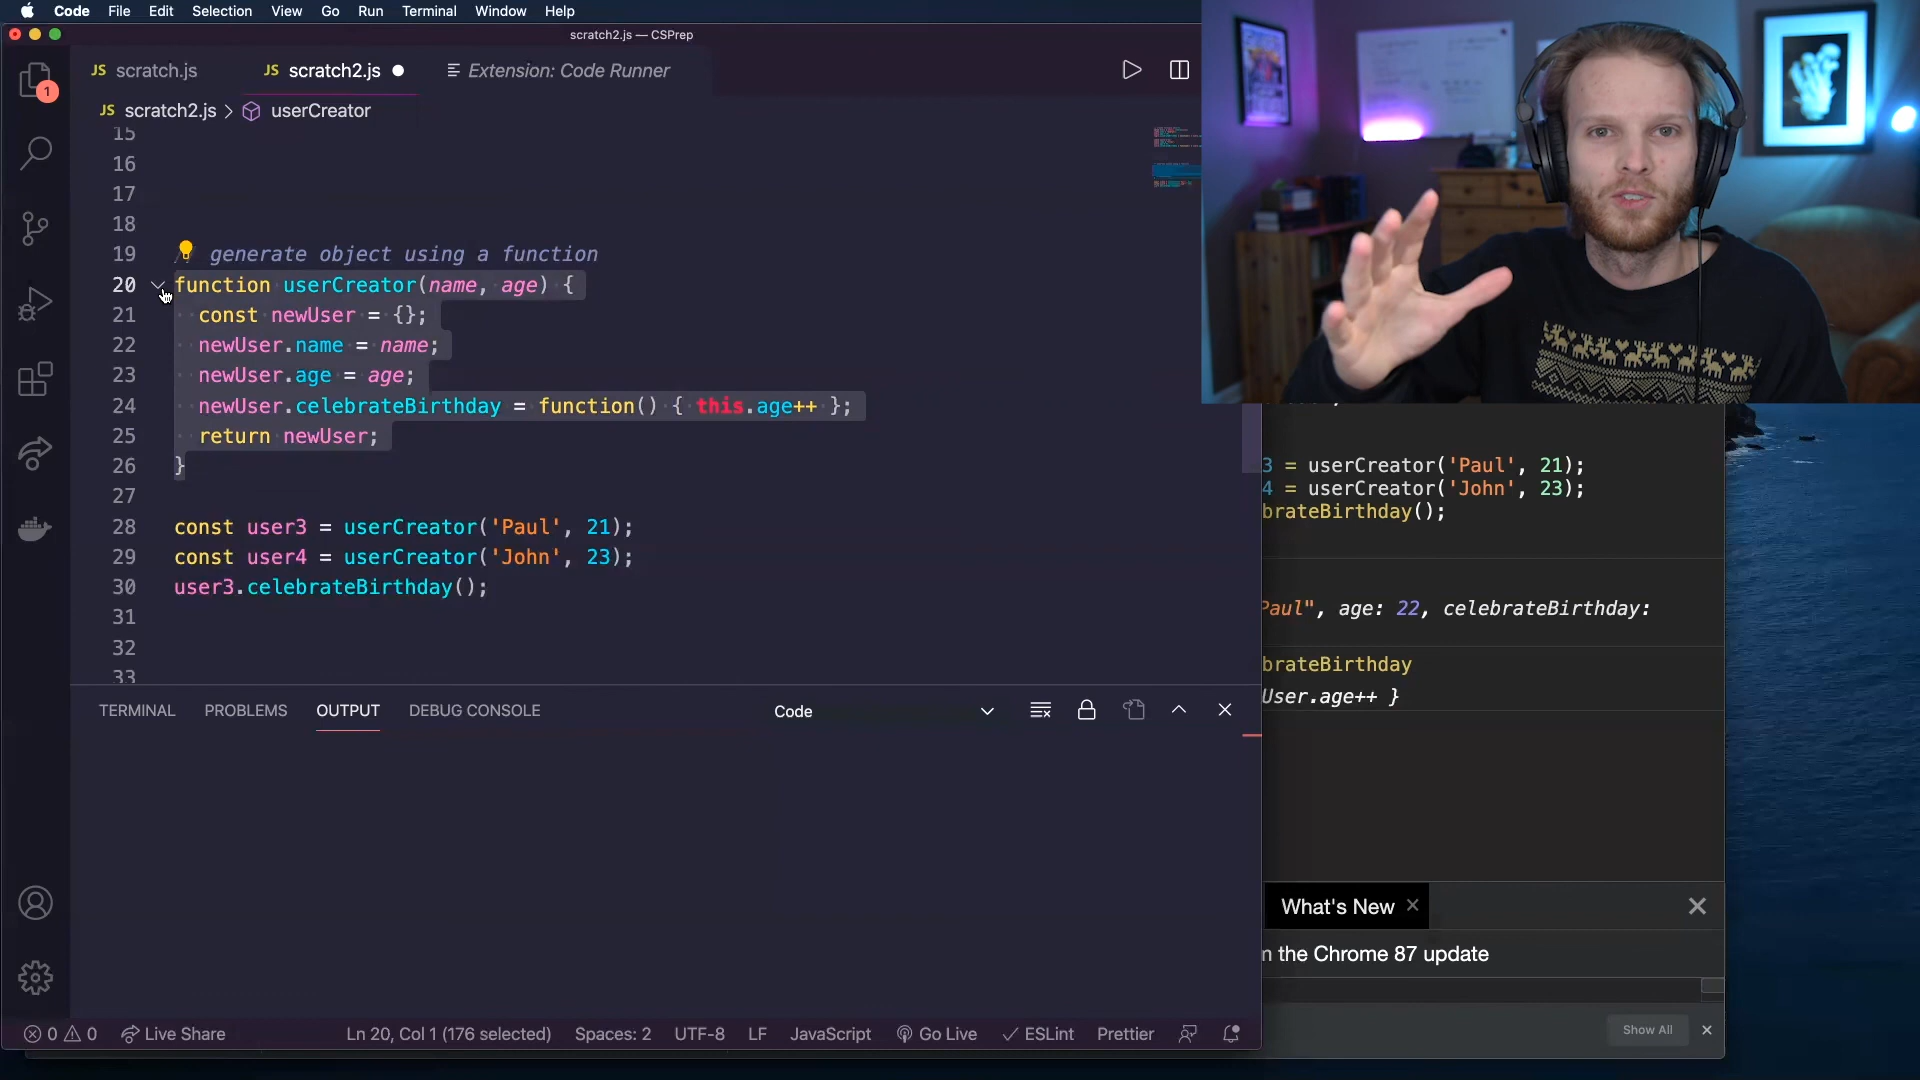 Code File Edit Selection View Go Run Terminal Window Help
scratch2.js — CSPrep
JS scratch.js
JS scratch2.js
Extension: Code Runner
1
JS scratch2.js > userCreator
15
16
17
18
19 generate object using a function
20 function userCreator(name, age) {
21 const newUser = {};
22 newUser.name = name;
23 newUser.age = age;
24 newUser.celebrateBirthday = function() { this.age++ };
25 return newUser;
26 }
27
28 const user3 = userCreator('Paul', 21);
29 const user4 = userCreator('John', 23);
30 user3.celebrateBirthday();
31
32
33
3 = userCreator('Paul', 21);
4 = userCreator('John', 23);
brateBirthday();
Paul", age: 22, celebrateBirthday:
brateBirthday
User.age++ }
TERMINAL PROBLEMS OUTPUT DEBUG CONSOLE
Code
What's New
n the Chrome 87 update
Show All
0 0 Live Share Ln 20, Col 1 (176 selected) Spaces: 2 UTF-8 LF JavaScript Go Live ESLint Prettier